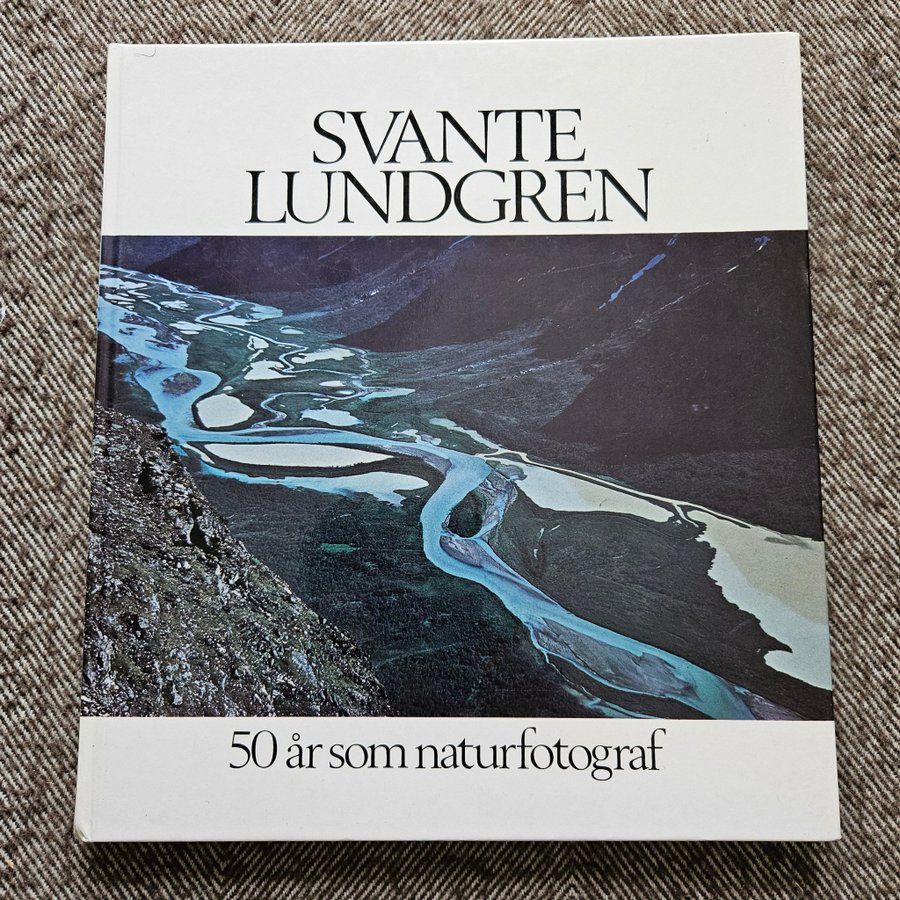 SVANTE
LUNDGREN
50 år som naturfotograf